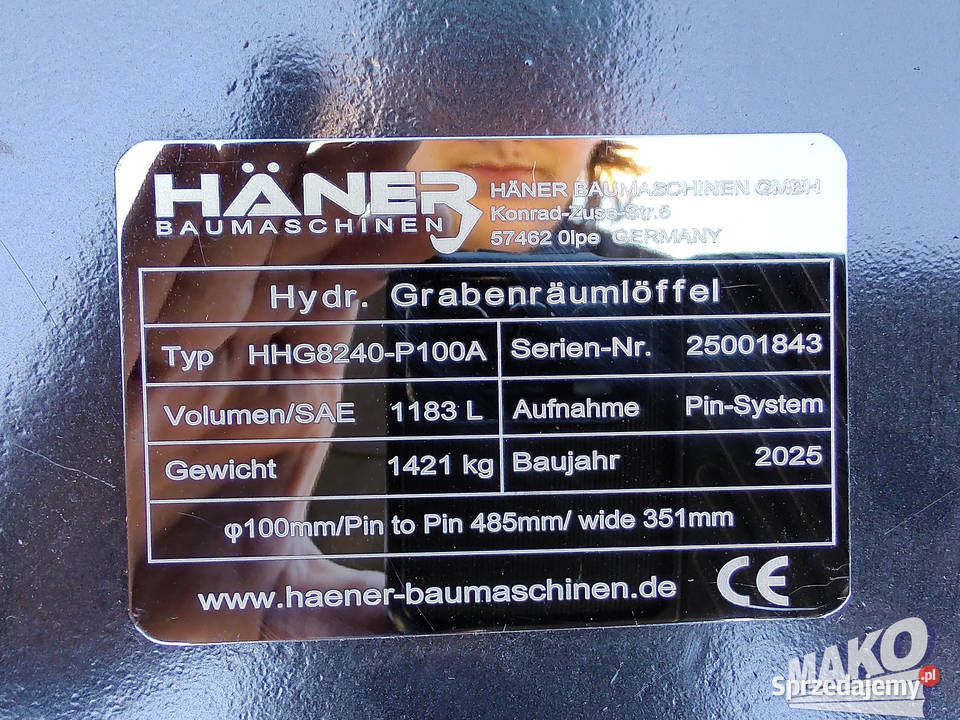 HÄNER
BAUMASCHINEN
HÄNER BAUMASCHINEN GMBH
Konrad-Zuse-Str.5
57462 Olpe GERMANY
Hydr. Grabenräumlöffel
Typ HHG8240-P100A Serien-Nr. 25001843
Volumen/SAE 1183 L Aufnahme Pin-System
Gewicht 1421 kg Baujahr 2025
φ100mm/Pin to Pin 485mm/ wide 351mm
www.haener-baumaschinen.de CE
MAKO
Sprzedajemy.pl